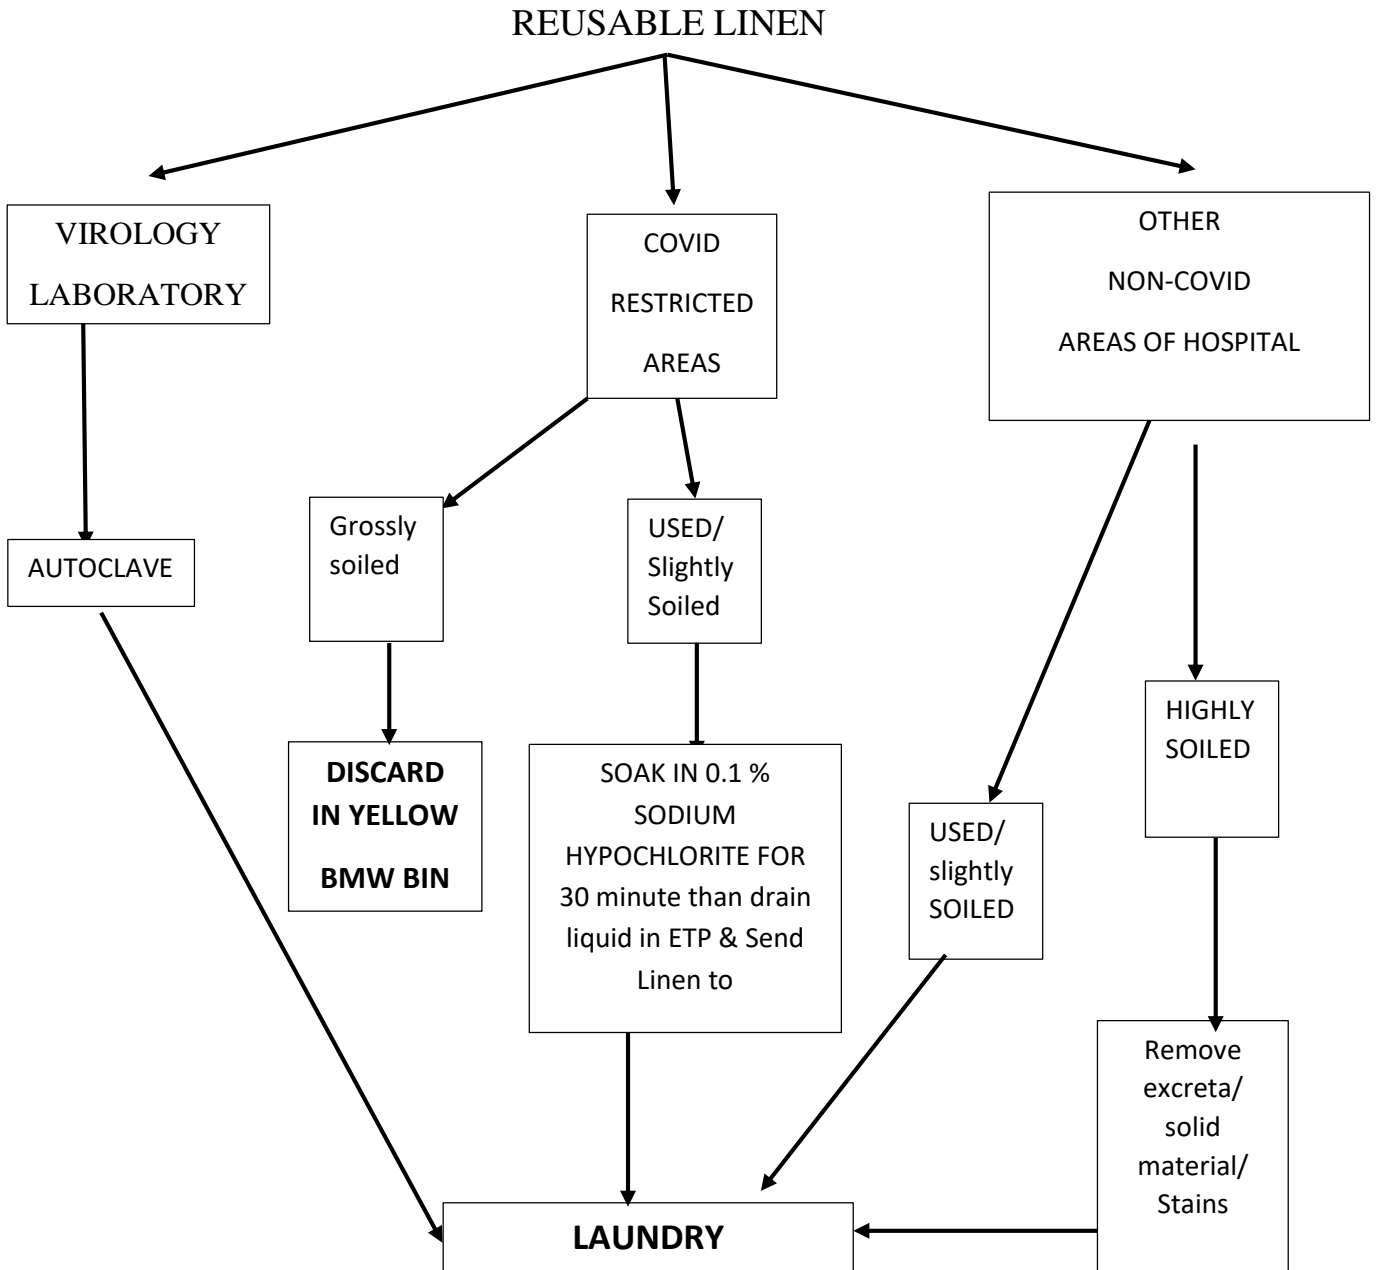 REUSABLE LINEN
VIROLOGY
LABORATORY
COVID
RESTRICTED
AREAS
OTHER
NON-COVID
AREAS OF HOSPITAL
AUTOCLAVE
Grossly
soiled
USED/
Slightly
Soiled
HIGHLY
SOILED
DISCARD
IN YELLOW
BMW BIN
SOAK IN 0.1 %
SODIUM
HYPOCHLORITE FOR
30 minute than drain
liquid in ETP & Send
Linen to
USED/
slightly
SOILED
Remove
excreta/
solid
material/
Stains
LAUNDRY